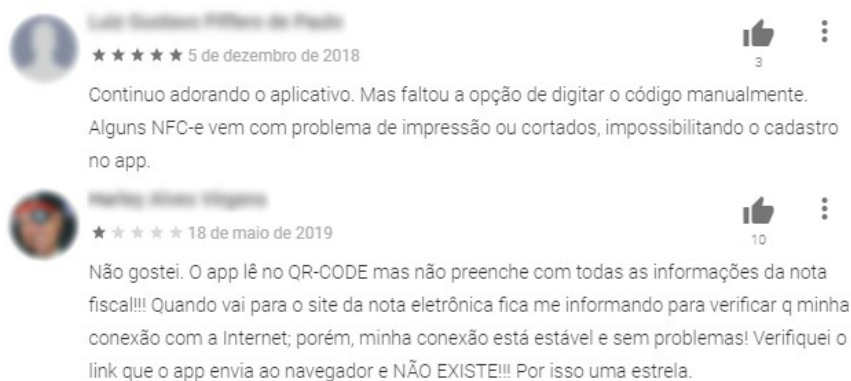 5 de dezembro de 2018
3
Continuo adorando o aplicativo. Mas faltou a opção de digitar o código manualmente.
Alguns NFC-e vem com problema de impressão ou cortados, impossibilitando o cadastro
no app.
18 de maio de 2019
10
Não gostei. O app lê no QR-CODE mas não preenche com todas as informações da nota
fiscal!!! Quando vai para o site da nota eletrônica fica me informando para verificar q minha
conexão com a Internet; porém, minha conexão está estável e sem problemas! Verifiquei o
link que o app envia ao navegador e NÃO EXISTE!!! Por isso uma estrela.